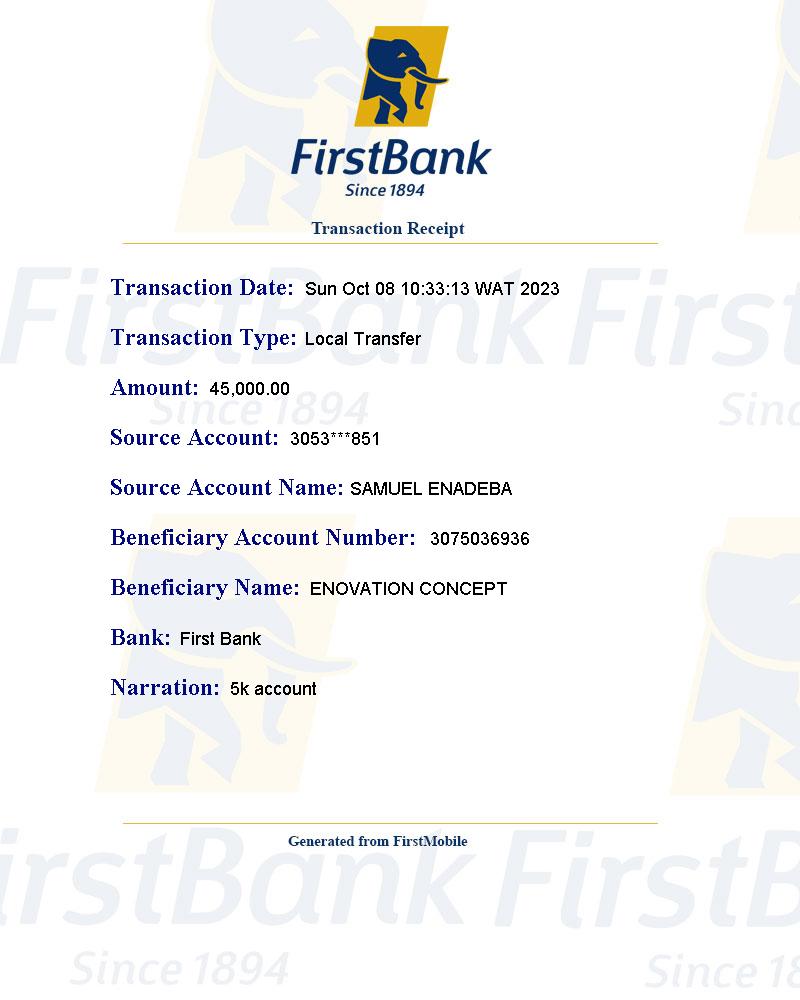 FirstBank
Since 1894
Transaction Receipt
Transaction Date: Sun Oct 08 10:33:13 WAT 2023
Transaction Type: Local Transfer
Amount: 45,000.00
Source Account: 3053***851
Source Account Name: SAMUEL ENADEBA
Beneficiary Account Number: 3075036936
Beneficiary Name: ENOVATION CONCEPT
Bank: First Bank
Narration: 5k account
Generated from FirstMobile